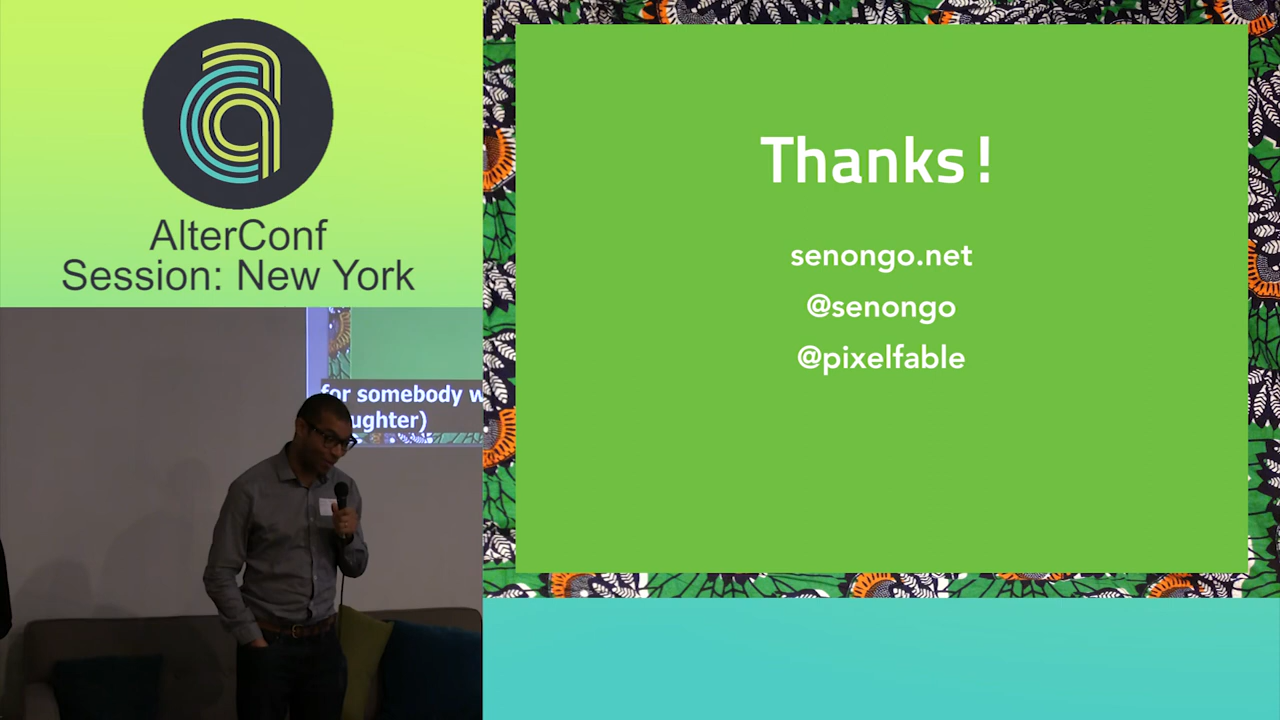 AlterConf
Session: New York
for somebody w
ughter)
Thanks!
senongo.net
@senongo
@pixelfable